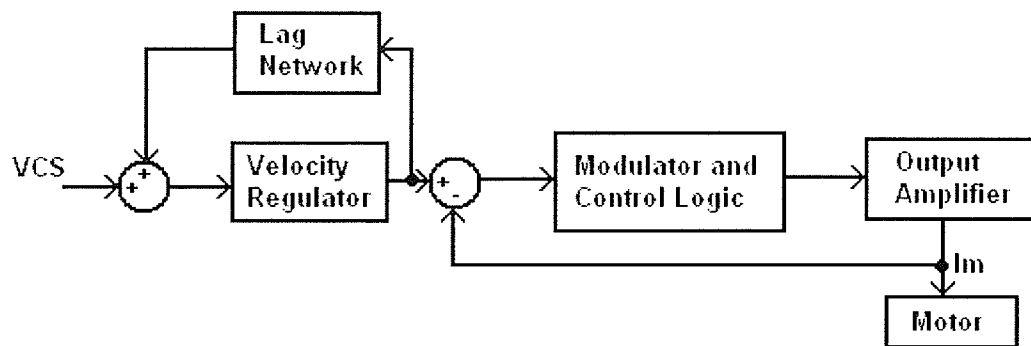 Lag
Network
VCS
+
+
Velocity
Regulator
+
-
Modulator and
Control Logic
Output
Amplifier
Im
Motor